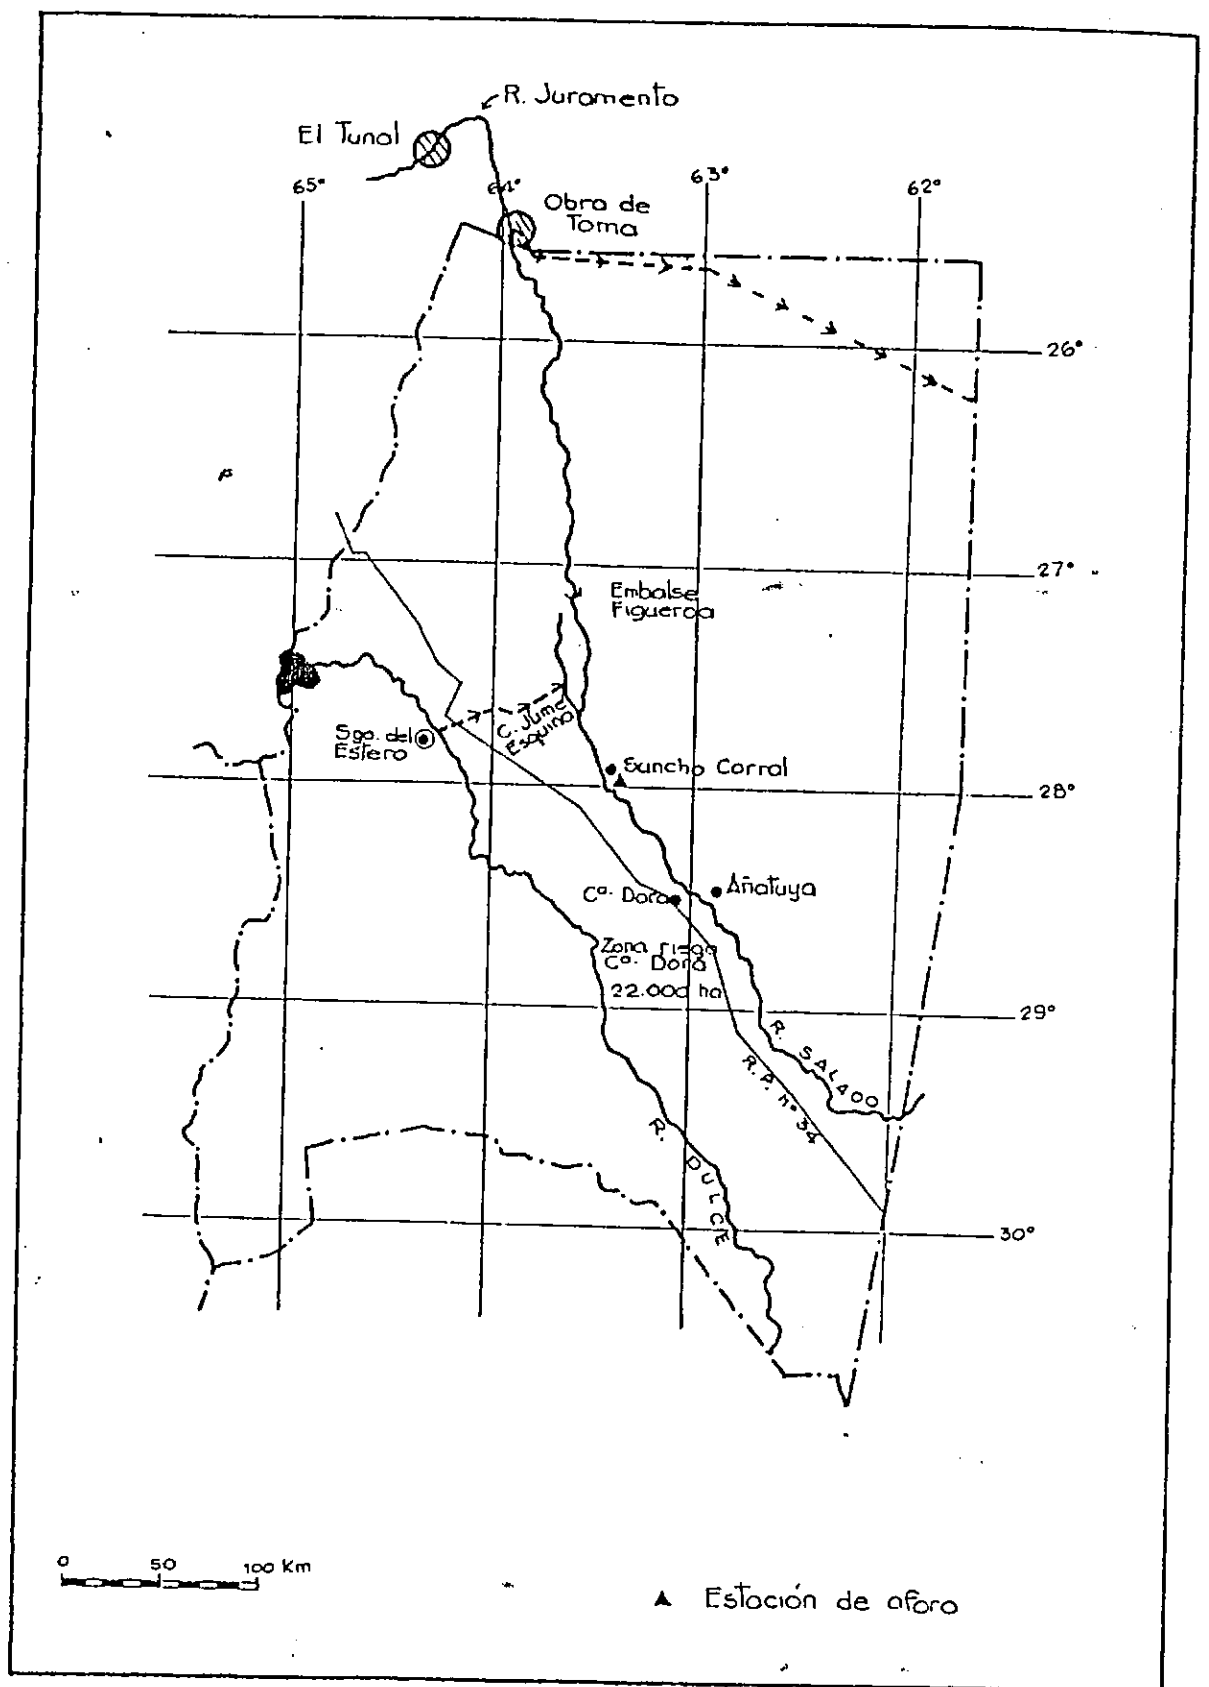 R. Juramento
El Tunal
65°
64°
63°
62°
Obra de
Toma
26°
27°
Embalse
Figueroa
Sgo. del
Estero
C. Jume
Esquina
Suncho Corral
28°
Añatuya
Cª. Dora
Zona riego
Cª. Dora
22.000 ha
29°
R. SALADO
R.P. Nº 34
R. DULCE
30°
0 50 100 Km
▲ Estación de aforo